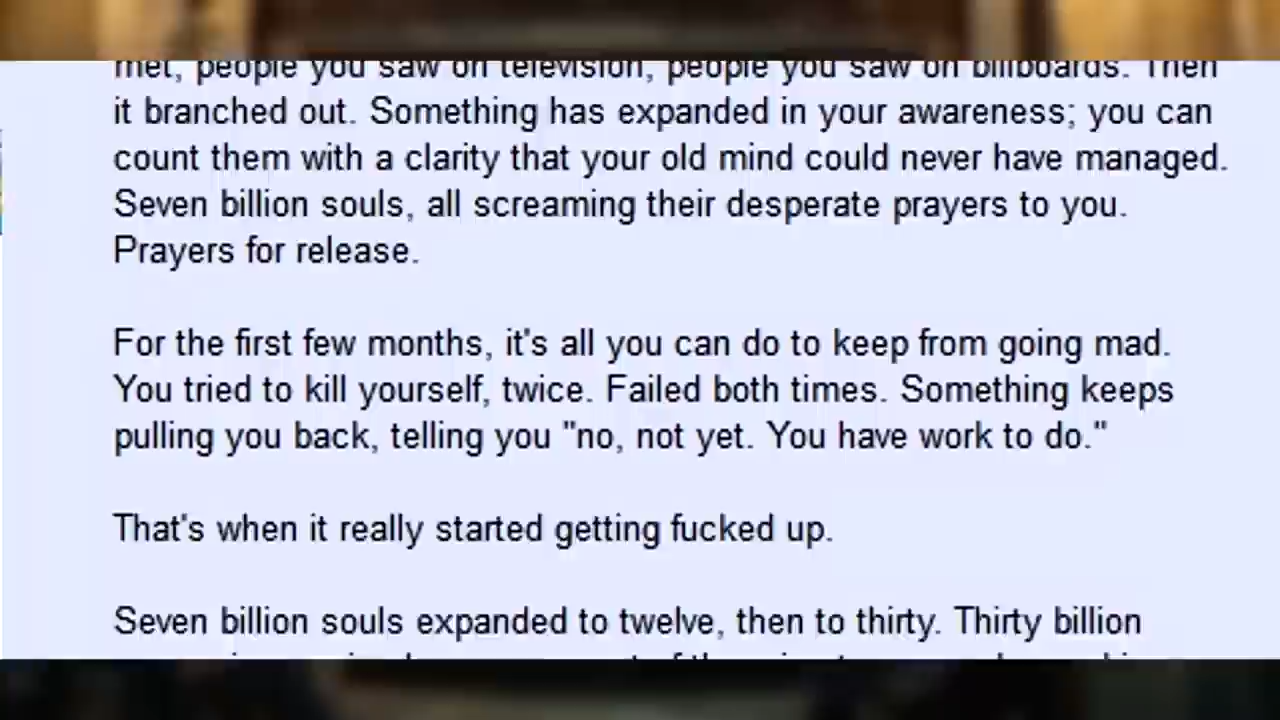 met, people you saw on television, people you saw on billboards. Then
it branched out. Something has expanded in your awareness; you can
count them with a clarity that your old mind could never have managed.
Seven billion souls, all screaming their desperate prayers to you.
Prayers for release.
For the first few months, it's all you can do to keep from going mad.
You tried to kill yourself, twice. Failed both times. Something keeps
pulling you back, telling you "no, not yet. You have work to do."
That's when it really started getting fucked up.
Seven billion souls expanded to twelve, then to thirty. Thirty billion